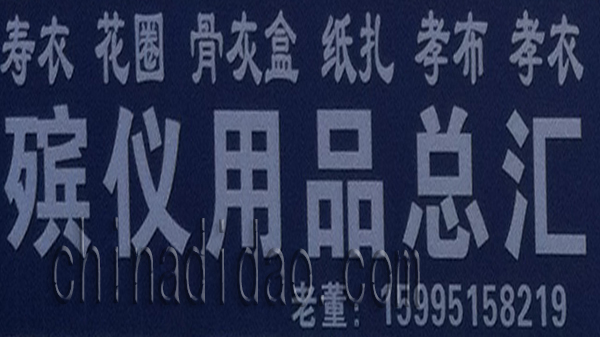 寿衣 花圈 骨灰盒 纸扎 孝布 孝衣
殡仪用品总汇
chinadidao.com
老董：15995158219